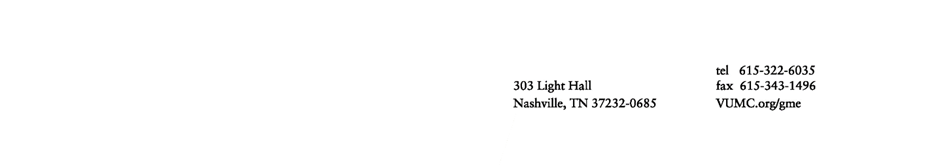 303 Light Hall
Nashville, TN 37232-0685
tel 615-322-6035
fax 615-343-1496
VUMC.org/gme